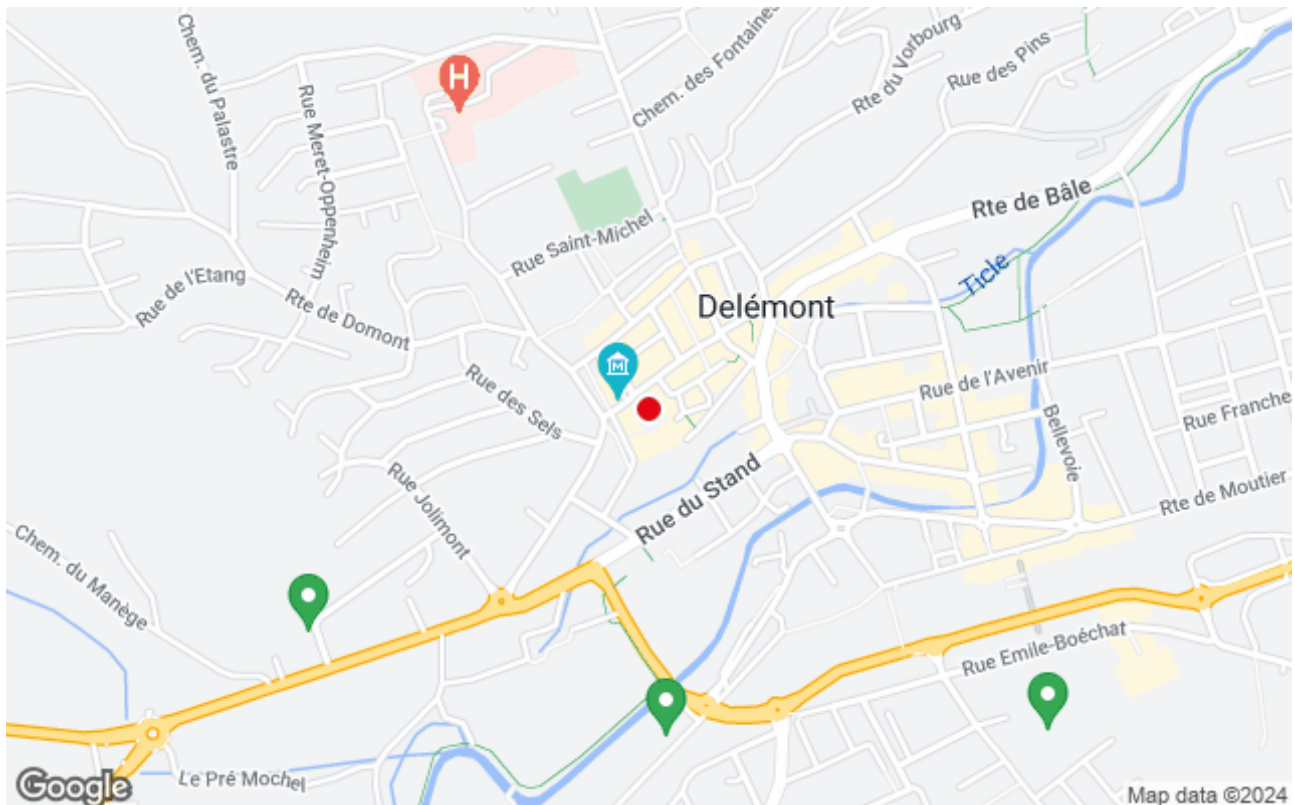 Chem. du Palastre
H
Chem. des Fontaines
Rte du Vorbourg
Rue des Pins
Rue Meret-Oppenheim
Rue Saint-Michel
Rte de Bâle
Rue de l'Etang
Rte de Domont
Ticle
Delémont
M
Rue de l'Avenir
Rue des Sels
Bellevoie
Rue Franche
Rue Jolimont
Rue du Stand
Rte de Moutier
Chem. du Manège
Rue Emile-Boéchat
Le Pré Mochel
Google
Map data ©2024